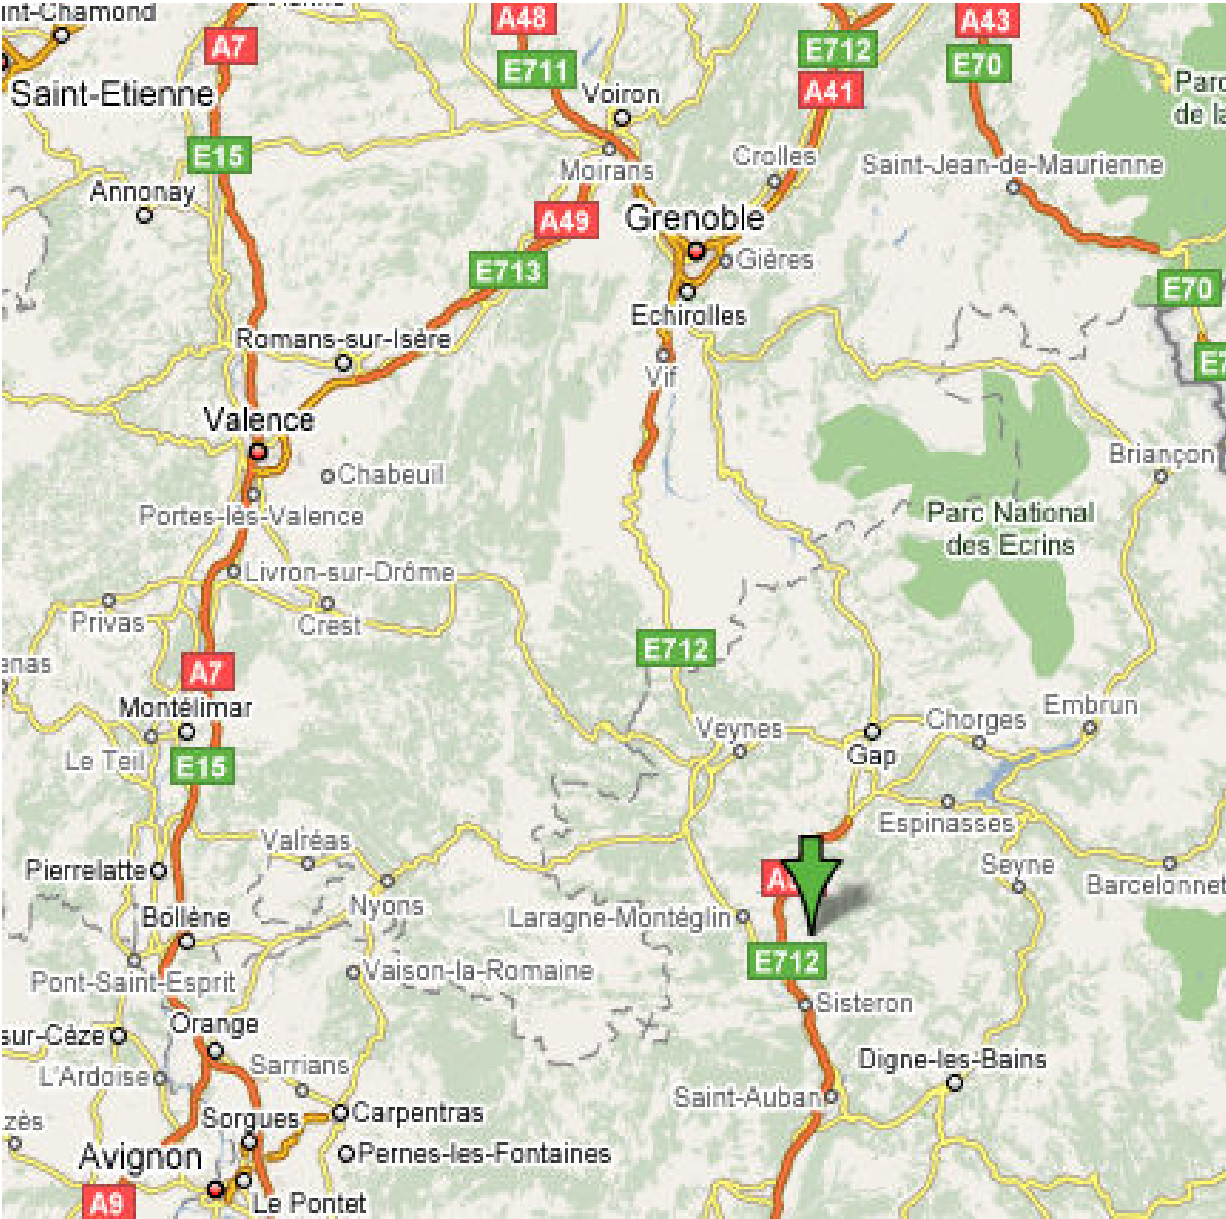 int-Chamond
A7
A48
E711
E712
A41
A43
E70
Saint-Etienne
Voiron
Parc
de la
E15
Moirans
Crolles
Saint-Jean-de-Maurienne
Annonay
A49
Grenoble
E713
Gières
E70
Echirolles
Romans-sur-Isère
Vif
Valence
Chabeuil
Briançon
Portes-lès-Valence
Parc National
des Ecrins
Livron-sur-Drôme
Privas
Crest
enas
A7
E712
Montélimar
Le Teil
E15
Veynes
Gap
Chorges
Embrun
Espinasses
Valréas
Pierrelatte
Nyons
Seyne
Barcelonnet
Bollène
Laragne-Montéglin
E712
Pont-Saint-Esprit
Vaison-la-Romaine
Sisteron
sur-Cèze
Orange
L'Ardoise
Sarrians
Digne-les-Bains
Saint-Auban
zès
Sorgues
Carpentras
Avignon
Pernes-les-Fontaines
A9
Le Pontet